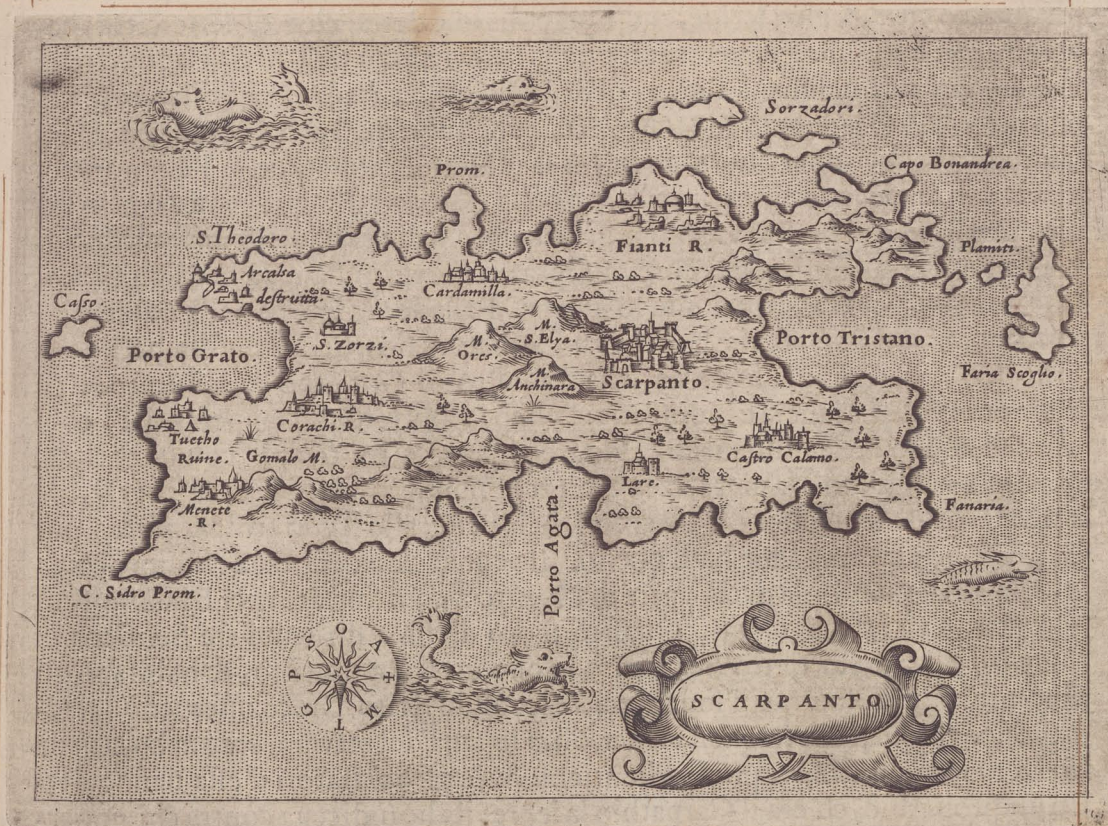 Sorzadori.
Capo Bonandrea.
Prom.
S. Theodoro.
Fianti R.
Plamiti.
Arcalsa
destrutta.
Cardamilla.
Casso.
S. Zorzi.
M.
Ores.
M.
S. Elya.
Porto Tristano.
Porto Grato.
Faria Scoglio.
M.
Anchinara
Scarpanto.
Corachi. R.
Tuetho
Ruine.
Gomalo M.
Castro Calamo.
Lare.
Menete
.R.
Fanaria.
Porto Agata.
C. Sidro Prom.
S O A
P ✢
G T M
SCARPANTO